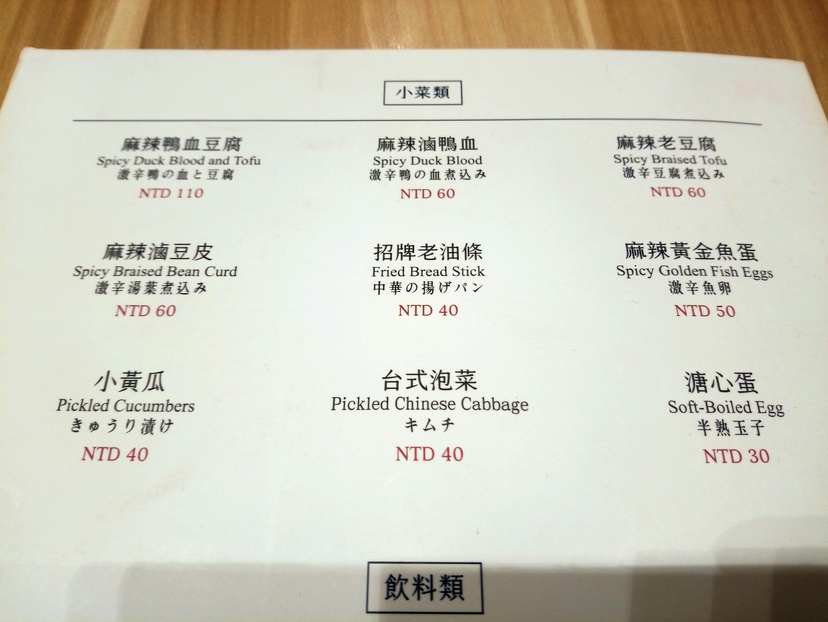 小菜類
麻辣鴨血豆腐
Spicy Duck Blood and Tofu
激辛鴨の血と豆腐
NTD 110
麻辣滷鴨血
Spicy Duck Blood
激辛鴨の血煮込み
NTD 60
麻辣老豆腐
Spicy Braised Tofu
激辛豆腐煮込み
NTD 60
麻辣滷豆皮
Spicy Braised Bean Curd
激辛湯葉煮込み
NTD 60
招牌老油條
Fried Bread Stick
中華の揚げパン
NTD 40
麻辣黃金魚蛋
Spicy Golden Fish Eggs
激辛魚卵
NTD 50
小黃瓜
Pickled Cucumbers
きゅうり漬け
NTD 40
台式泡菜
Pickled Chinese Cabbage
キムチ
NTD 40
溏心蛋
Soft-Boiled Egg
半熟玉子
NTD 30
飲料類